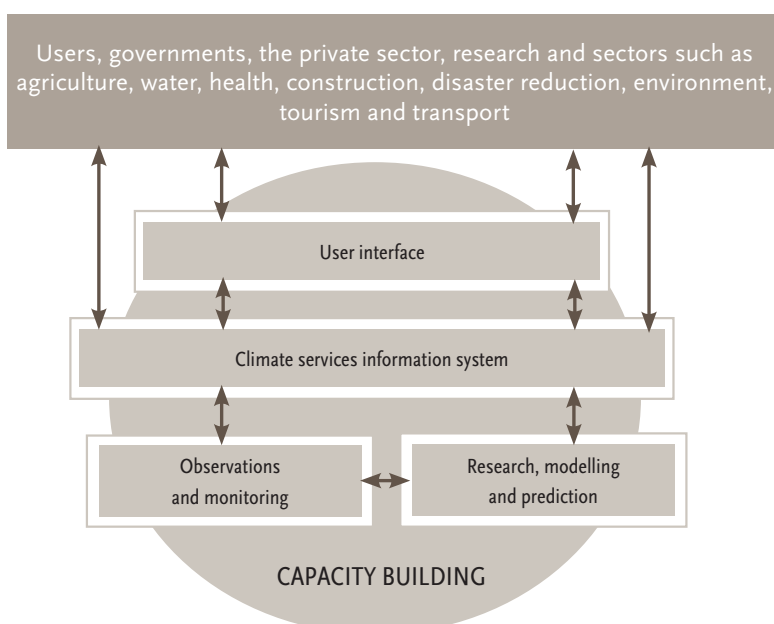 Users, governments, the private sector, research and sectors such as
agriculture, water, health, construction, disaster reduction, environment,
tourism and transport
User interface
Climate services information system
Observations
and monitoring
Research, modelling
and prediction
CAPACITY BUILDING